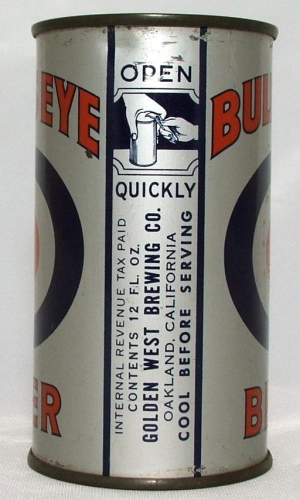 EYE
OPEN
BUL
QUICKLY
INTERNAL REVENUE TAX PAID
CONTENTS 12 FL. OZ.
GOLDEN WEST BREWING CO.
OAKLAND, CALIFORNIA
COOL BEFORE SERVING
ER
B